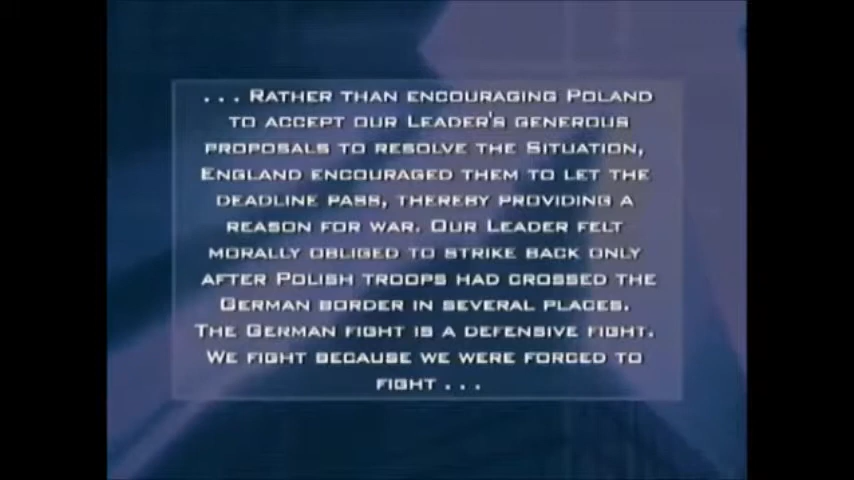 ... Rather than encouraging Poland
to accept our Leader's generous
proposals to resolve the Situation,
England encouraged them to let the
deadline pass, thereby providing a
reason for war. Our Leader felt
morally obliged to strike back only
after Polish troops had crossed the
German border in several places.
The German fight is a defensive fight.
We fight because we were forced to
fight ...